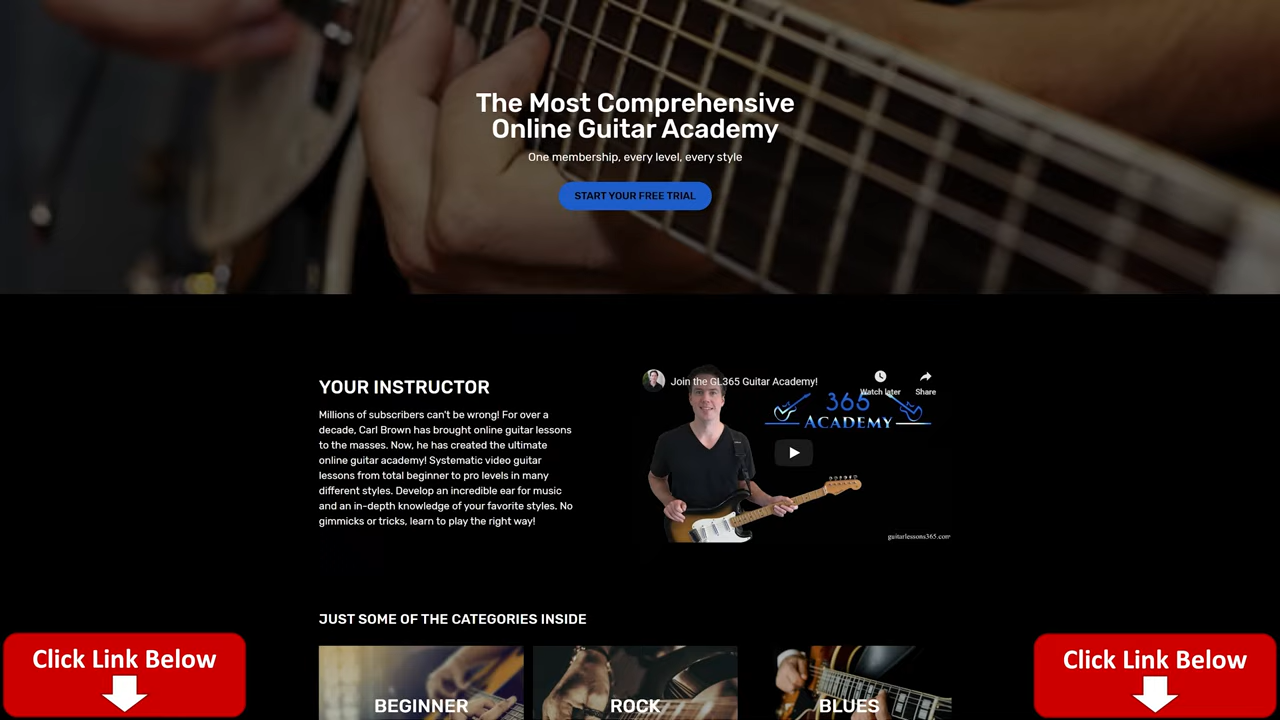 The Most Comprehensive
Online Guitar Academy
One membership, every level, every style
START YOUR FREE TRIAL
YOUR INSTRUCTOR
Millions of subscribers can't be wrong! For over a
decade, Carl Brown has brought online guitar lessons
to the masses. Now, he has created the ultimate
online guitar academy! Systematic video guitar
lessons from total beginner to pro levels in many
different styles. Develop an incredible ear for music
and an in-depth knowledge of your favorite styles. No
gimmicks or tricks, learn to play the right way!
Join the GL365 Guitar Academy!
Watch later
Share
365
ACADEMY
guitarlessons365.com
JUST SOME OF THE CATEGORIES INSIDE
BEGINNER
ROCK
BLUES
Click Link Below
Click Link Below